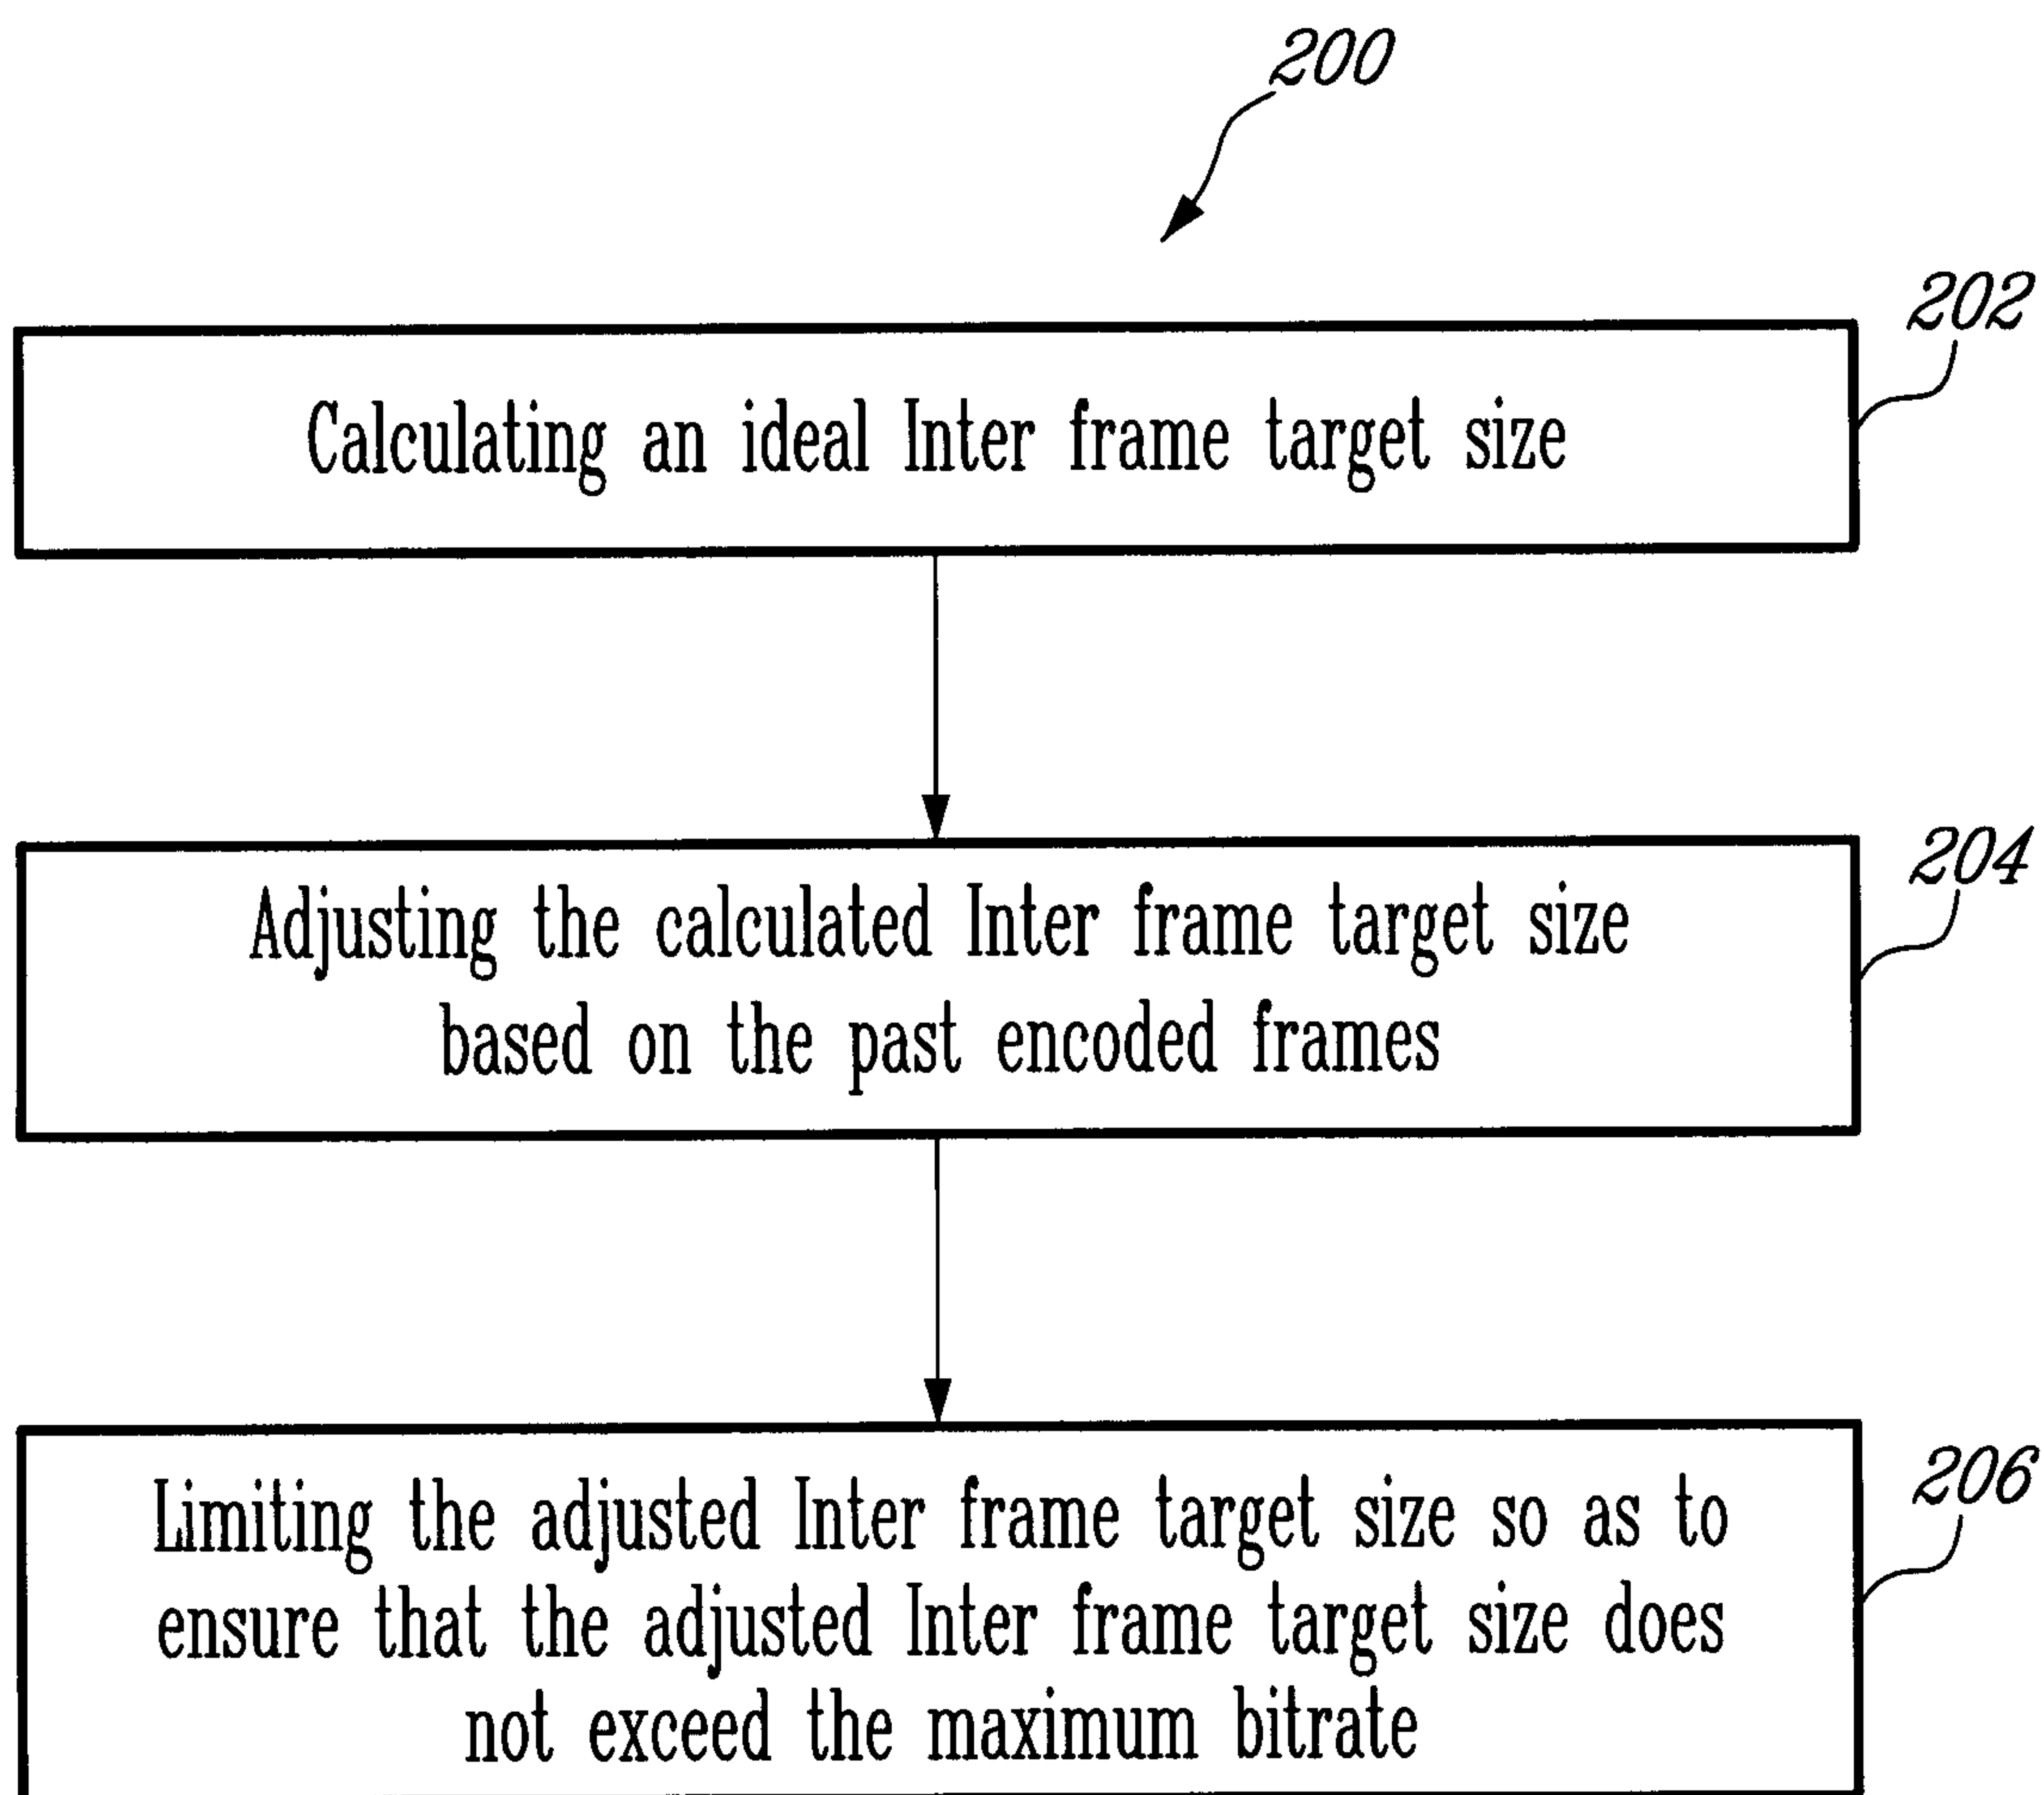 200
202
Calculating an ideal Inter frame target size
204
Adjusting the calculated Inter frame target size
based on the past encoded frames
206
Limiting the adjusted Inter frame target size so as to
ensure that the adjusted Inter frame target size does
not exceed the maximum bitrate